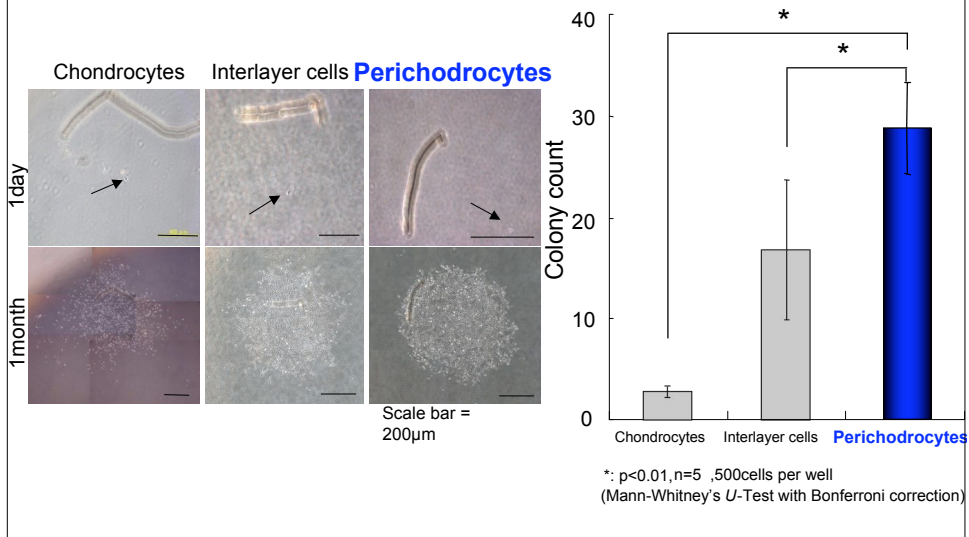 Chondrocytes
Interlayer cells
Perichodrocytes
1day
1month
Scale bar =
200µm
*
*
Colony count
40
30
20
10
0
Chondrocytes
Interlayer cells
Perichodrocytes
*: p<0.01,n=5 ,500cells per well
(Mann-Whitney's U-Test with Bonferroni correction)